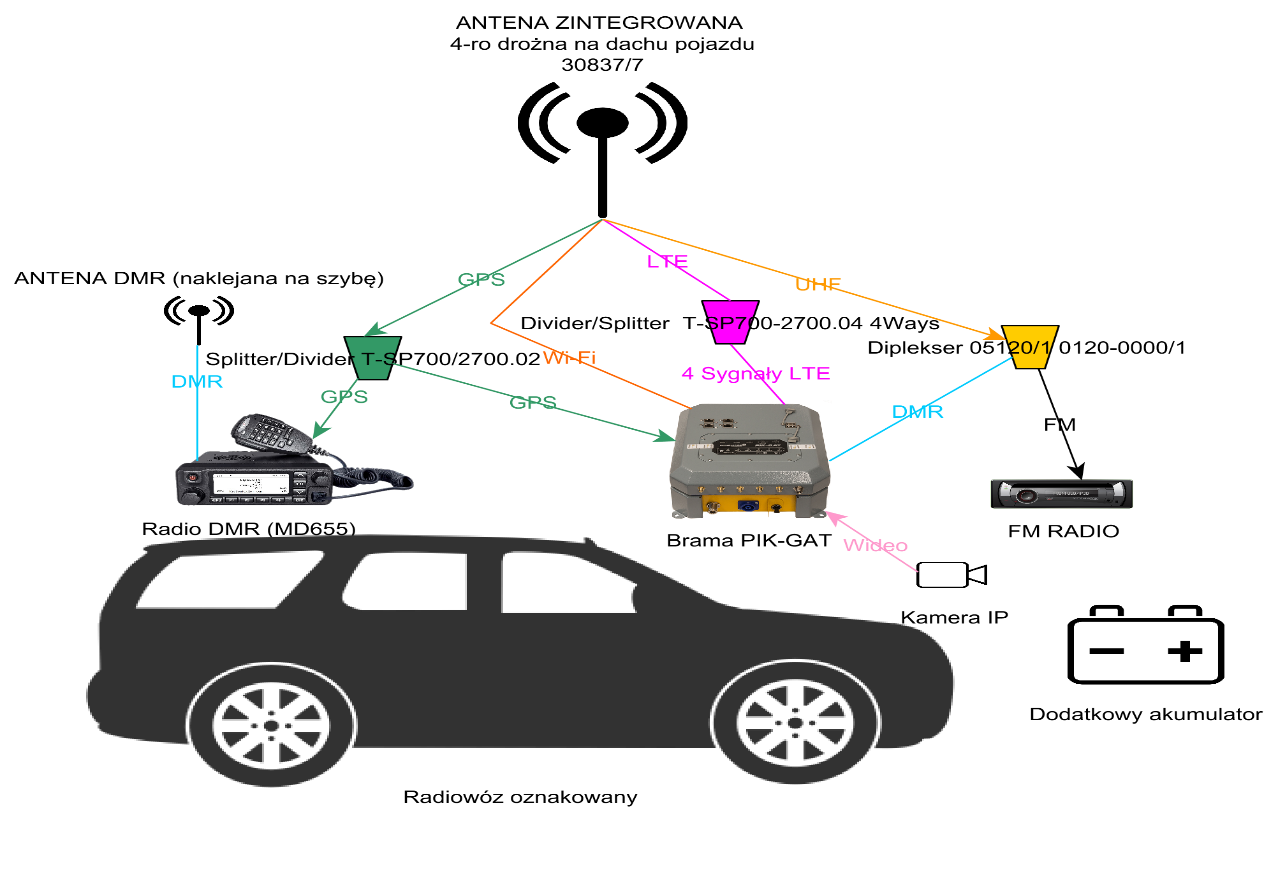 ANTENA ZINTEGROWANA
4-ro drożna na dachu pojazdu
30837/7
LTE
GPS
UHF
ANTENA DMR (naklejana na szybę)
Divider/Splitter T-SP700-2700.04 4Ways
Diplekser 05120/1 0120-0000/1
Splitter/Divider T-SP700/2700.02
Wi-Fi
4 Sygnały LTE
DMR
GPS
GPS
DMR
FM
Radio DMR (MD655)
Brama PIK-GAT
Wideo
FM RADIO
Kamera IP
Dodatkowy akumulator
Radiowóz oznakowany